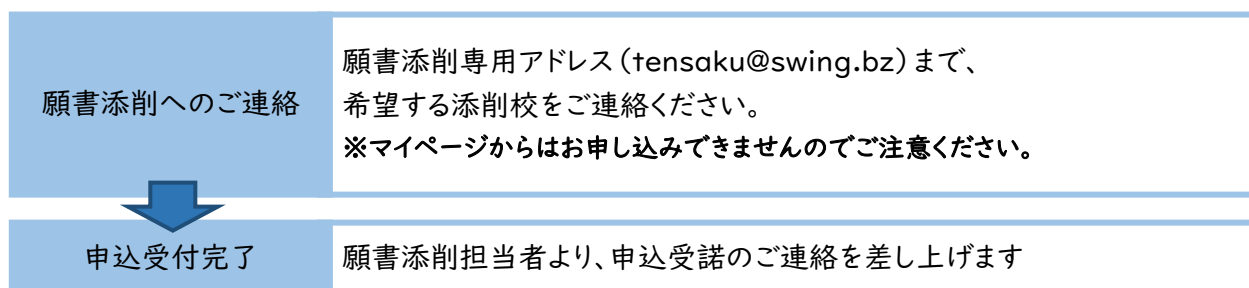 願書添削へのご連絡
願書添削専用アドレス(tensaku@swing.bz)まで、
希望する添削校をご連絡ください。
※マイページからはお申し込みできませんのでご注意ください。
申込受付完了
願書添削担当者より、申込受諾のご連絡を差し上げます